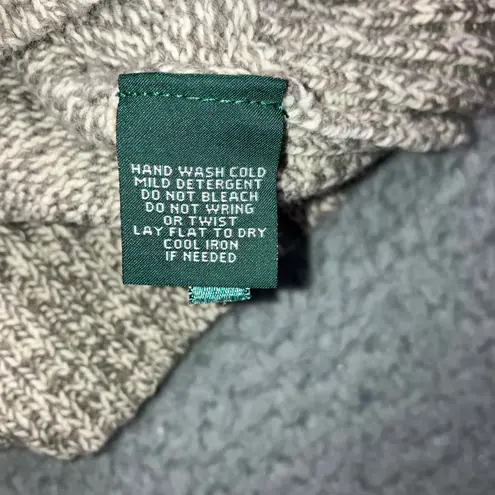 HAND WASH COLD
MILD DETERGENT
DO NOT BLEACH
DO NOT WRING
OR TWIST
LAY FLAT TO DRY
COOL IRON
IF NEEDED